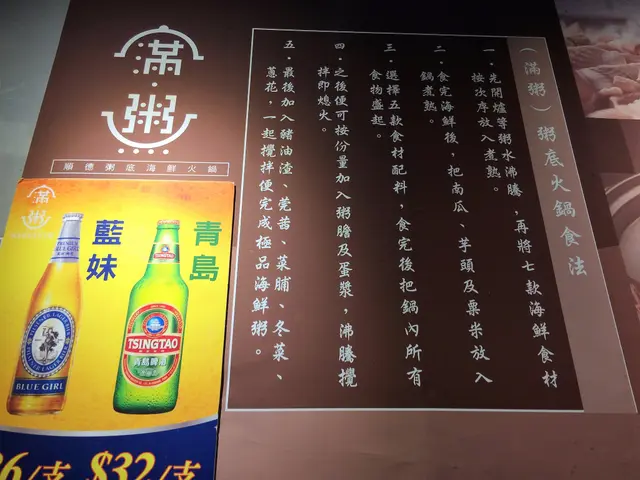 (滿粥)粥底火鍋食法
一．先開爐等粥水沸騰，再將七款海鮮食材
按次序放入煮熟。
二．食完海鮮後，把南瓜、芋頭及粟米放入
鍋煮熟。
三．選擇五款食材配料，食完後把鍋內所有
食物盛起。
四．之後便可按份量加入粥膽及蛋漿，沸騰攪
拌即熄火。
五．最後加入豬油渣、芫茜、菜脯、冬菜、
蔥花，一起攪拌便完成極品海鮮粥。
滿．粥
順德粥底海鮮火鍋
滿粥
藍妹
青島
BLUE GIRL
TSINGTAO
青島啤酒
6/支
$32/支